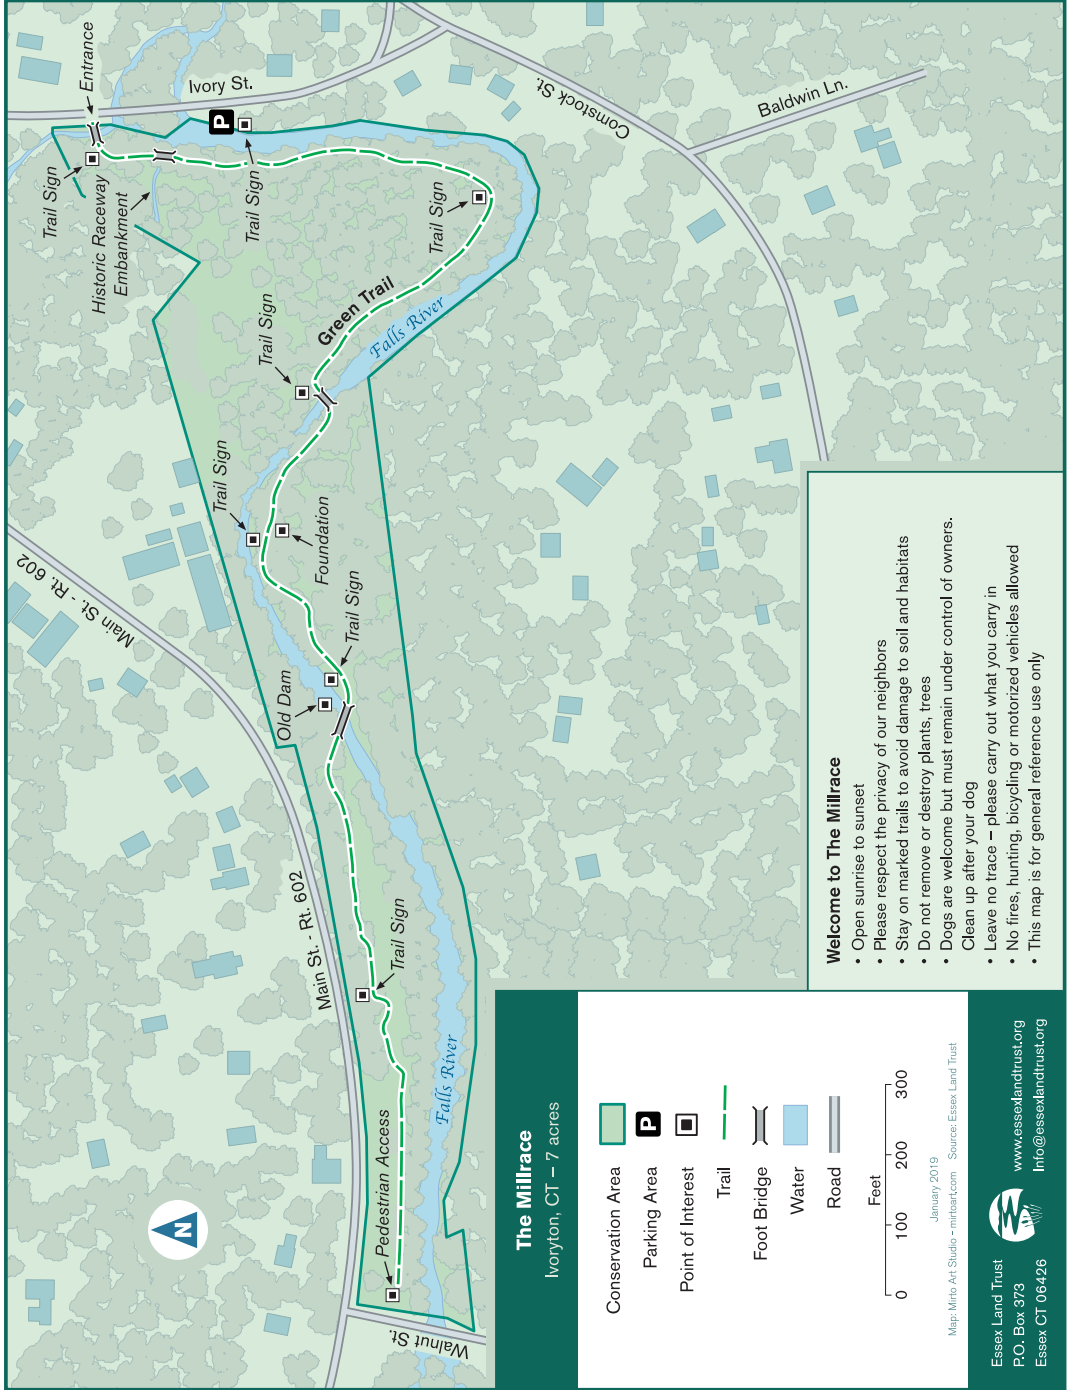 Main St. - Rt. 602
Main St. - Rt. 602
Walnut St.
Pedestrian Access
Trail Sign
Falls River
Old Dam
Trail Sign
Foundation
Trail Sign
Trail Sign
Green Trail
Falls River
Trail Sign
Trail Sign
Historic Raceway
Embankment
Trail Sign
Entrance
Ivory St.
P
Comstock St.
Baldwin Ln.
N
The Millrace
Ivoryton, CT – 7 acres
Conservation Area
Parking Area
P
Point of Interest
Trail
Foot Bridge
Water
Road
Feet
0 100 200 300
January 2019
Map: Mirto Art Studio – mirtoart.com Source: Essex Land Trust
Essex Land Trust
P.O. Box 373
Essex CT 06426
www.essexlandtrust.org
Info@essexlandtrust.org
Welcome to The Millrace
• Open sunrise to sunset
• Please respect the privacy of our neighbors
• Stay on marked trails to avoid damage to soil and habitats
• Do not remove or destroy plants, trees
• Dogs are welcome but must remain under control of owners.
Clean up after your dog
• Leave no trace – please carry out what you carry in
• No fires, hunting, bicycling or motorized vehicles allowed
• This map is for general reference use only